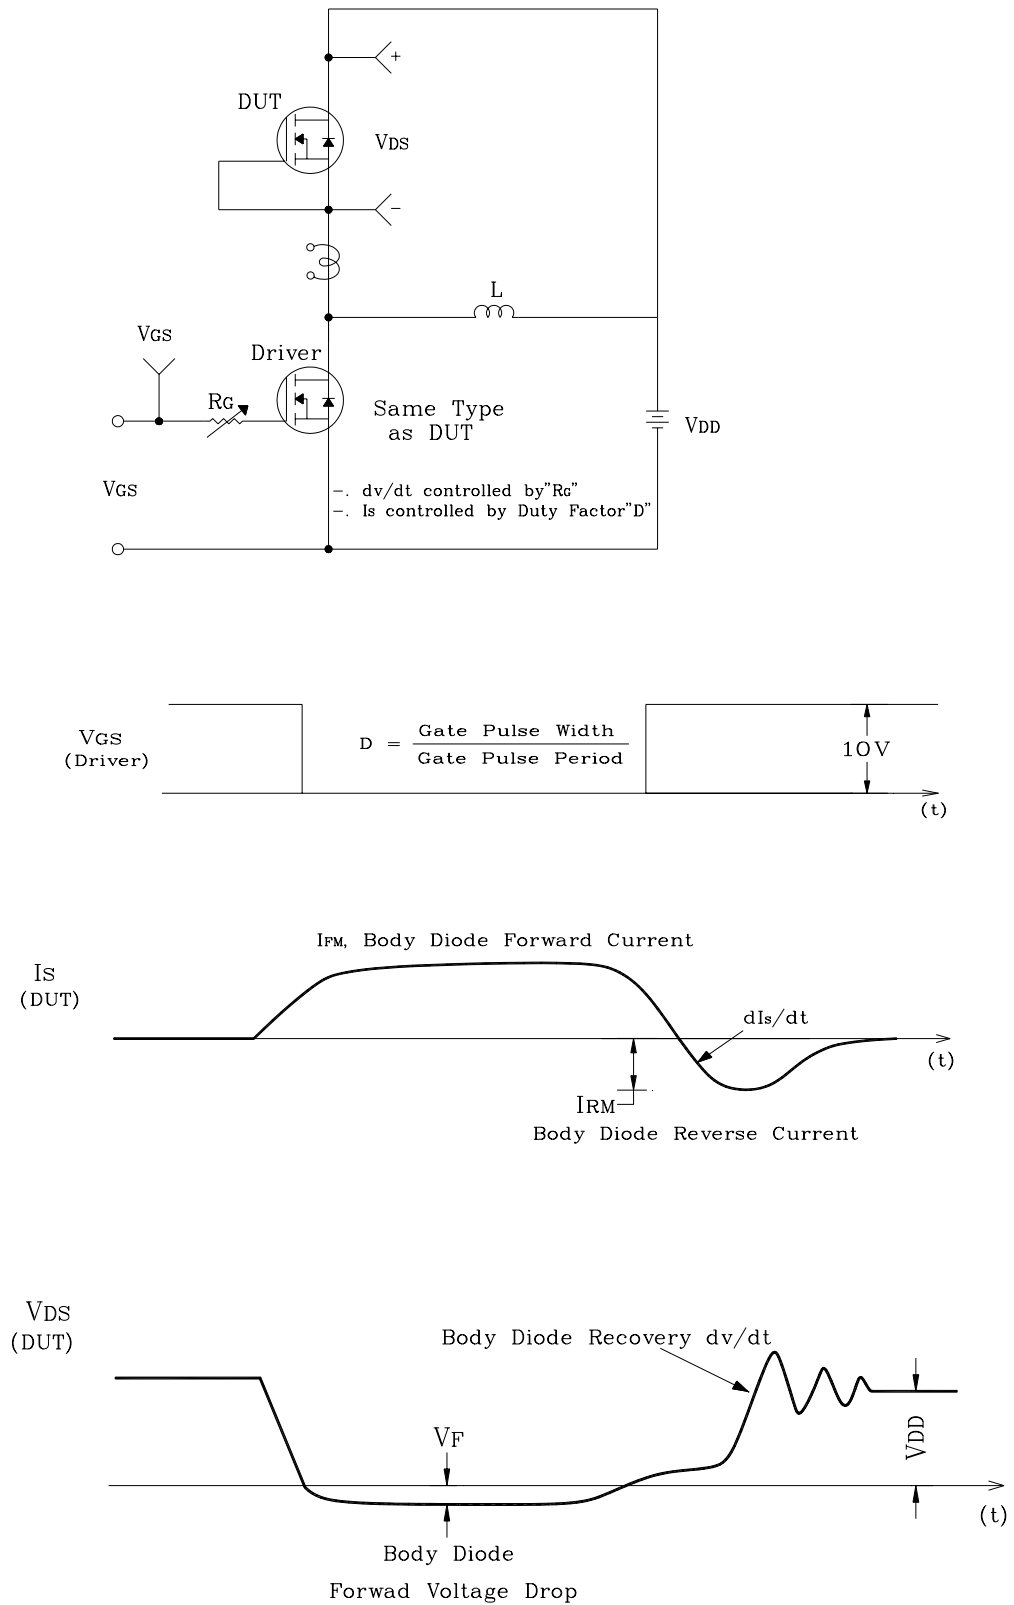 +
DUT
VDS
−
L
VGS
Driver
RG
Same Type
as DUT
VDD
VGS
−. dv/dt controlled by"RG"
−. Is controlled by Duty Factor"D"
VGS
(Driver)
D = Gate Pulse Width
Gate Pulse Period
10V
(t)
IFM, Body Diode Forward Current
IS
(DUT)
dIs/dt
(t)
IRM
Body Diode Reverse Current
VDS
(DUT)
Body Diode Recovery dv/dt
VF
VDD
(t)
Body Diode
Forwad Voltage Drop